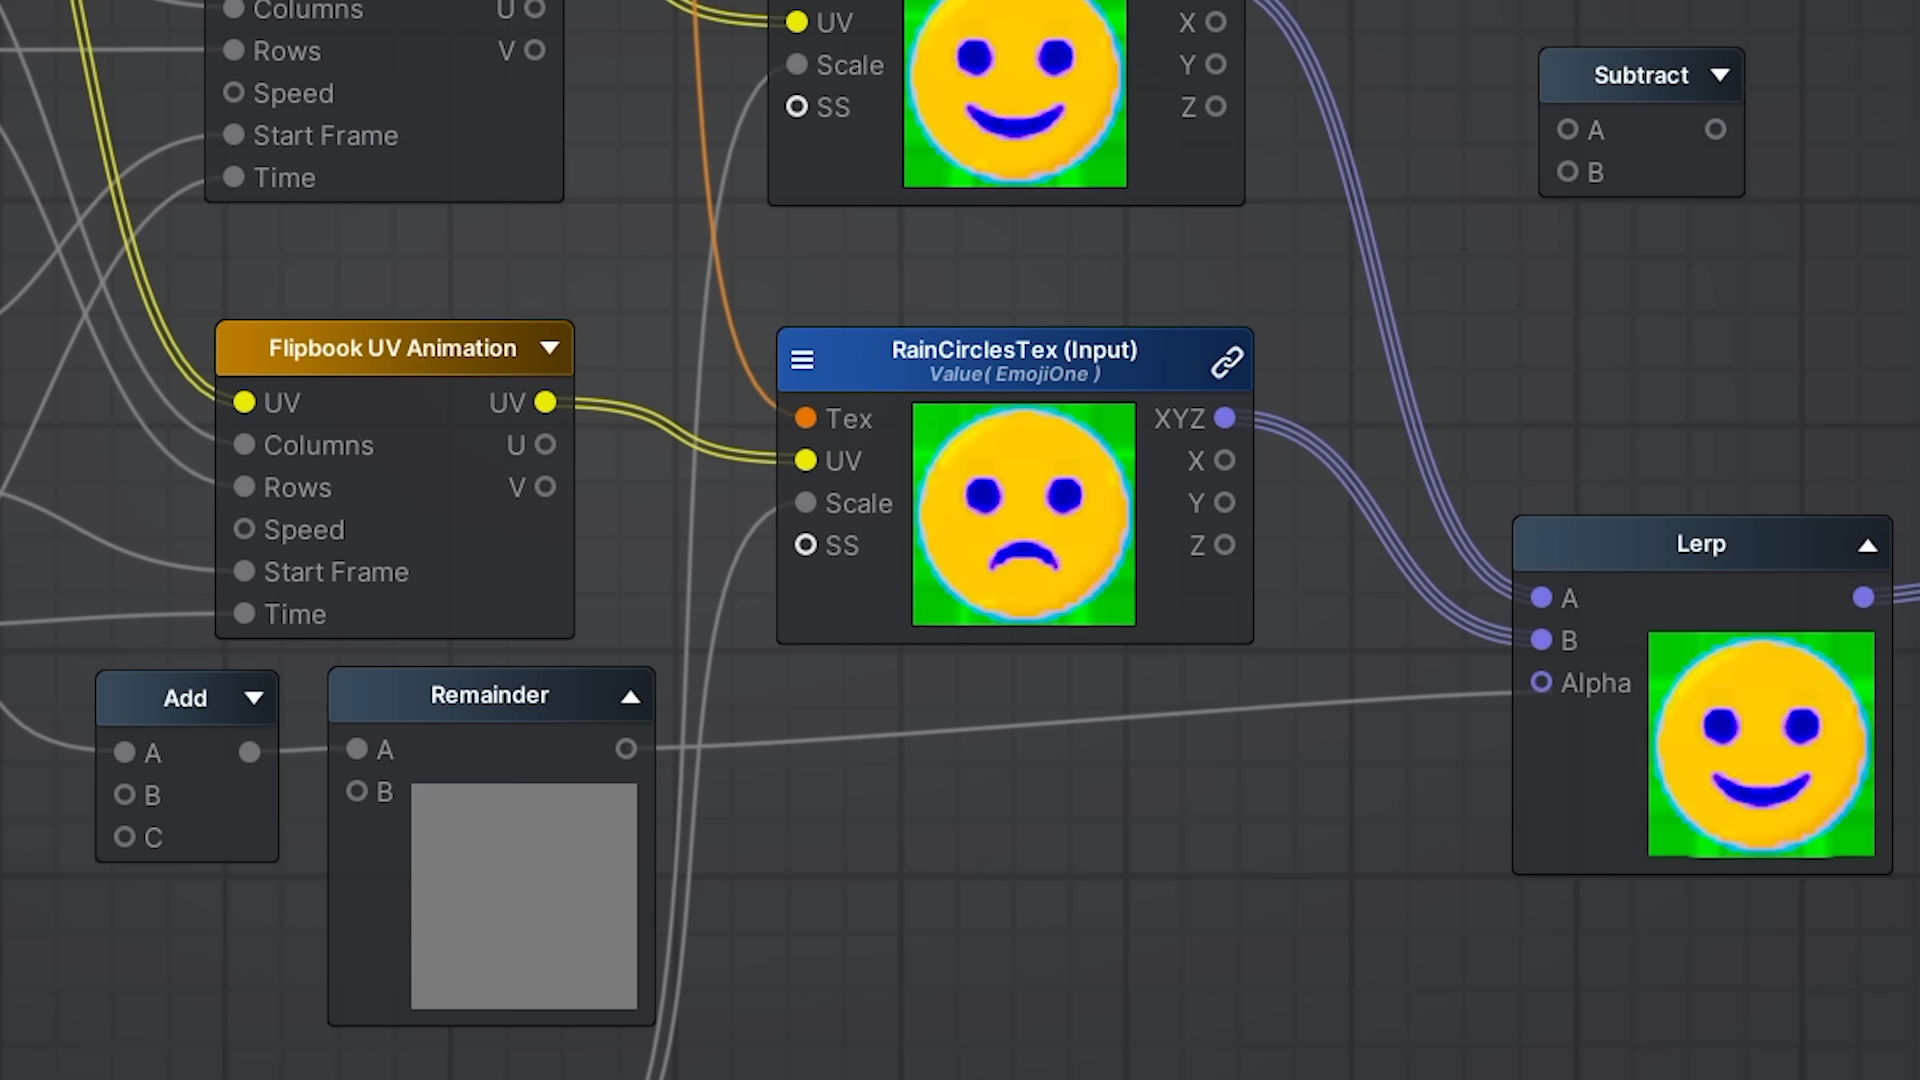 Columns
U
Rows
V
Speed
Start Frame
Time
UV
X
Scale
Y
SS
Z
Subtract
A
B
Flipbook UV Animation
UV
UV
Columns
U
Rows
V
Speed
Start Frame
Time
RainCirclesTex (Input)
Value( EmojiOne )
Tex
XYZ
UV
X
Scale
Y
SS
Z
Lerp
A
B
Alpha
Add
A
B
C
Remainder
A
B